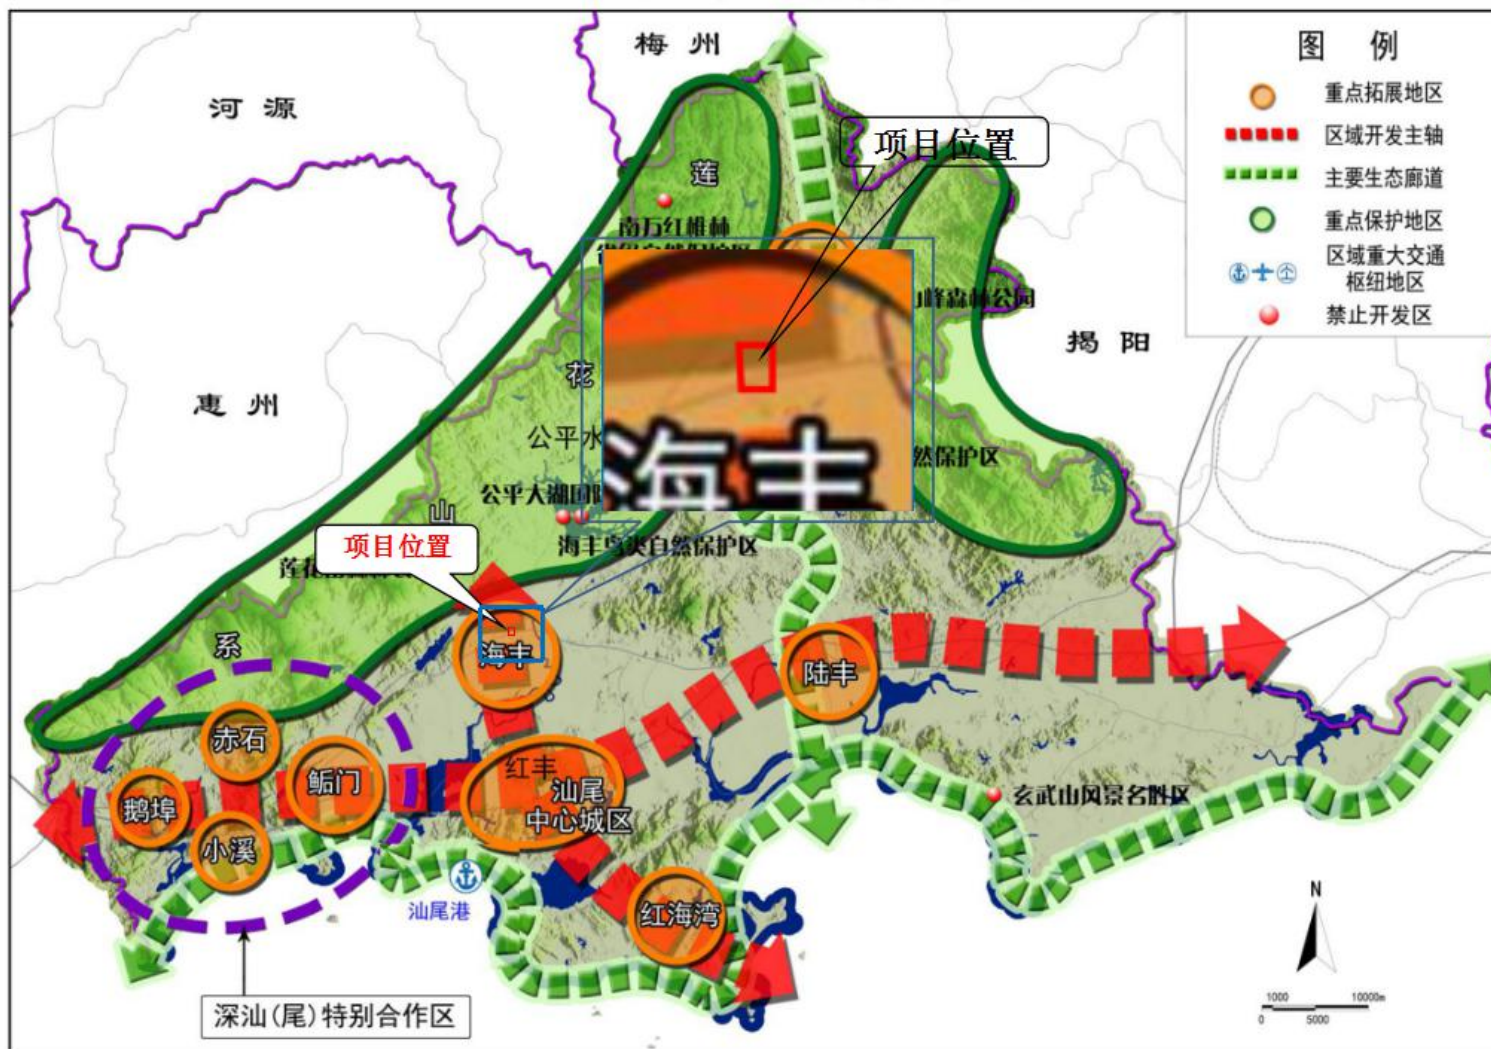 梅州
河源
项目位置
莲
南万红椎林
山峰森林公园
揭阳
惠州
花
公平水
然保护区
海丰
公平大湖国
山
项目位置
海丰鸟类自然保护区
系
海丰
陆丰
赤石
鲘门
红丰
汕尾
中心城区
鹅埠
小溪
玄武山风景名胜区
汕尾港
红海湾
深汕(尾)特别合作区
图例
重点拓展地区
区域开发主轴
主要生态廊道
重点保护地区
区域重大交通
枢纽地区
禁止开发区
N
1000 10000m
0 5000